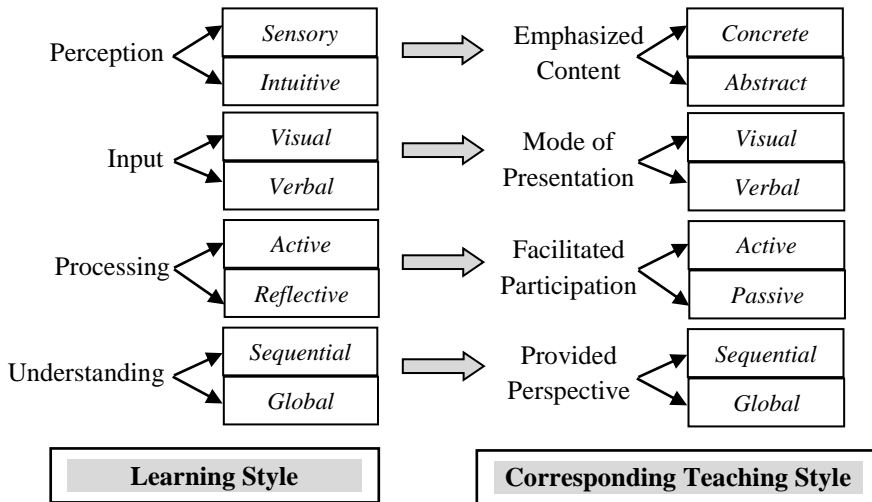 Perception
Sensory
Intuitive
Emphasized
Content
Concrete
Abstract
Input
Visual
Verbal
Mode of
Presentation
Visual
Verbal
Processing
Active
Reflective
Facilitated
Participation
Active
Passive
Understanding
Sequential
Global
Provided
Perspective
Sequential
Global
Learning Style
Corresponding Teaching Style